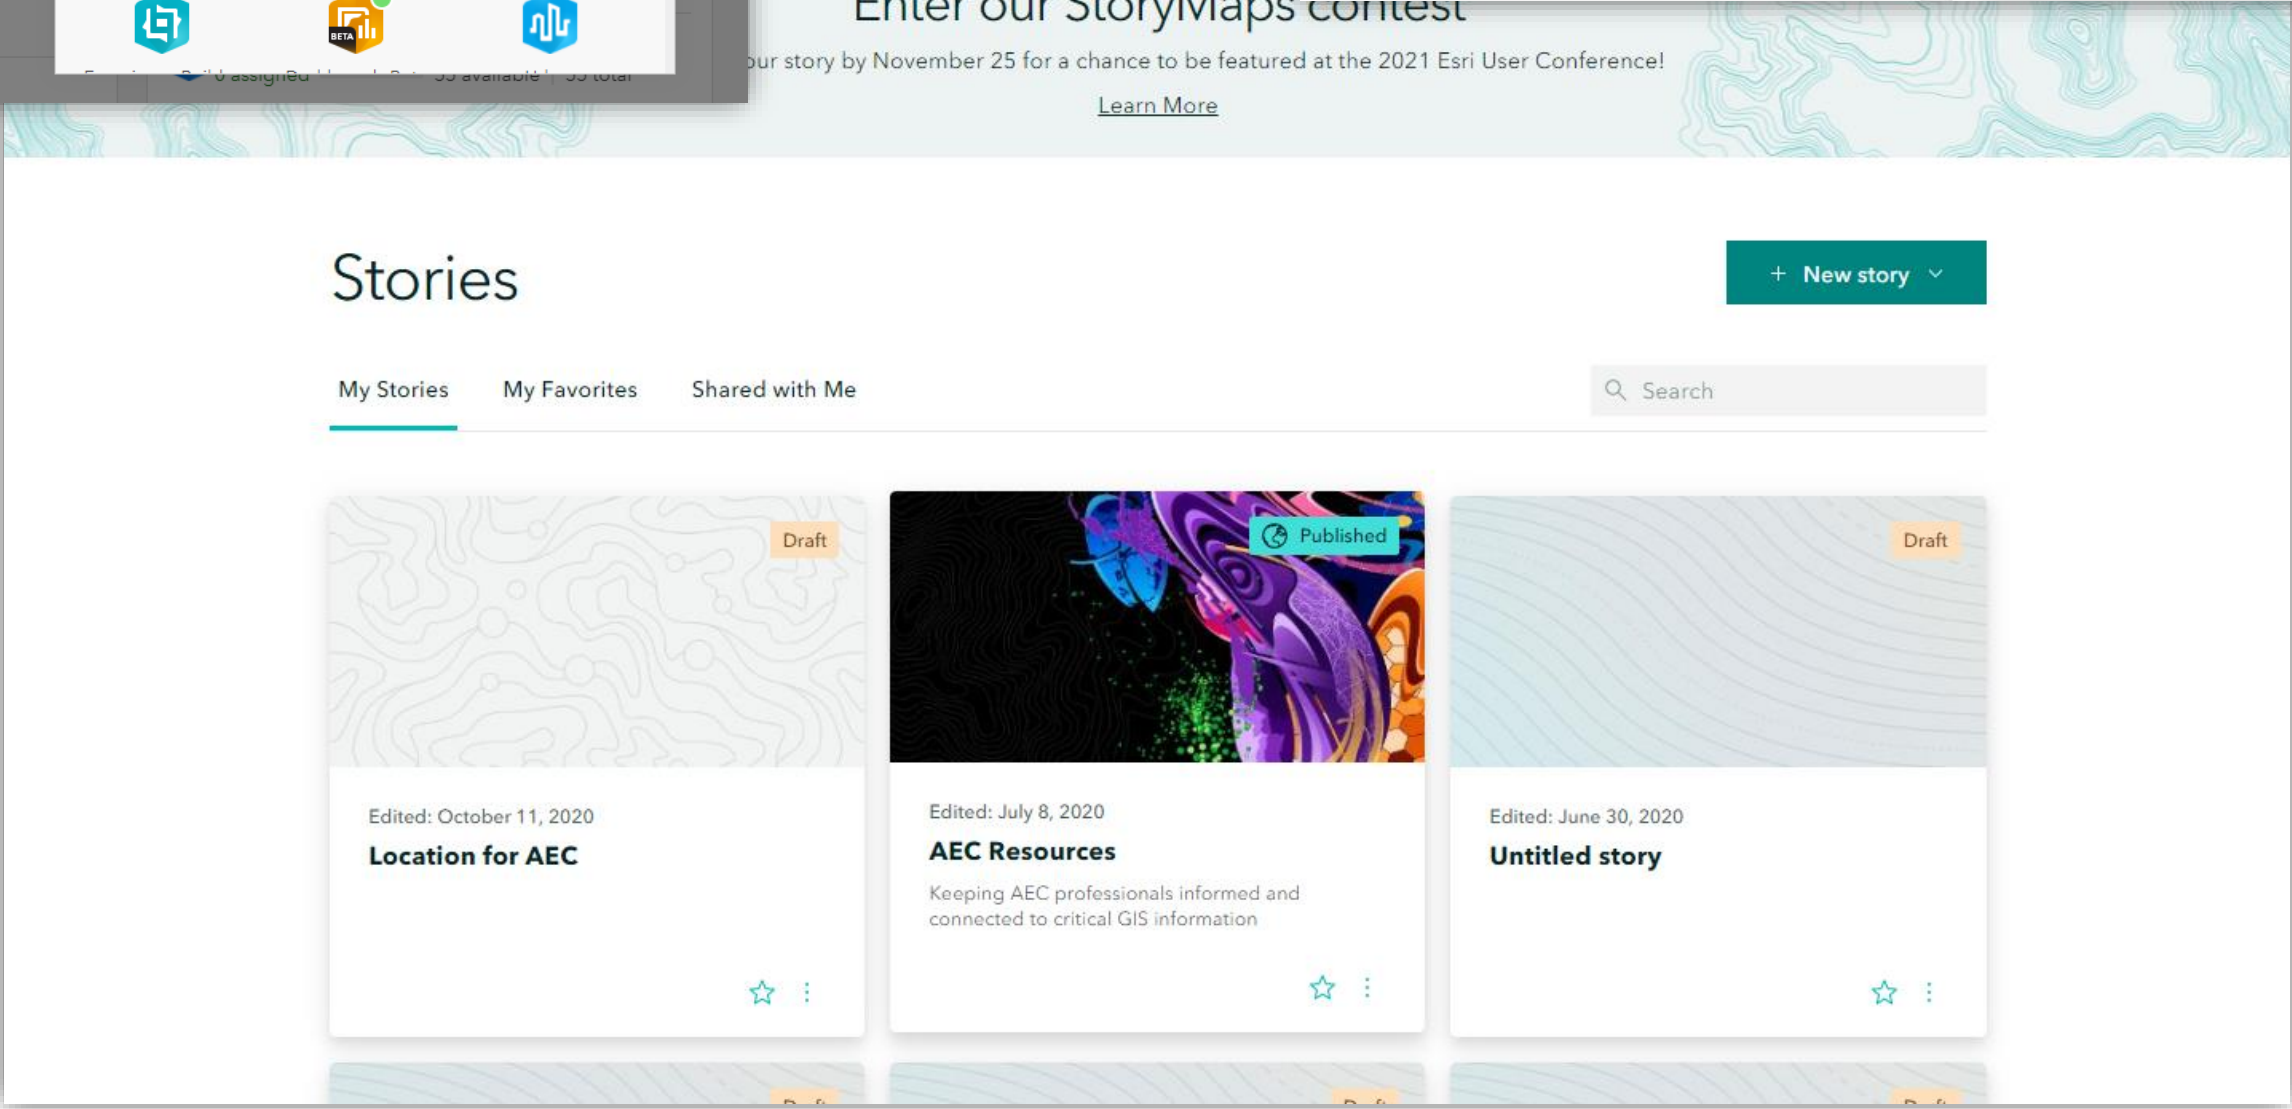 Enter our StoryMaps contest
BETA
our story by November 25 for a chance to be featured at the 2021 Esri User Conference!
0 assigned
Learn More
Stories
+ New story
My Stories
My Favorites
Shared with Me
Search
Draft
Published
Draft
Edited: October 11, 2020
Location for AEC
Edited: July 8, 2020
AEC Resources
Keeping AEC professionals informed and
connected to critical GIS information
Edited: June 30, 2020
Untitled story